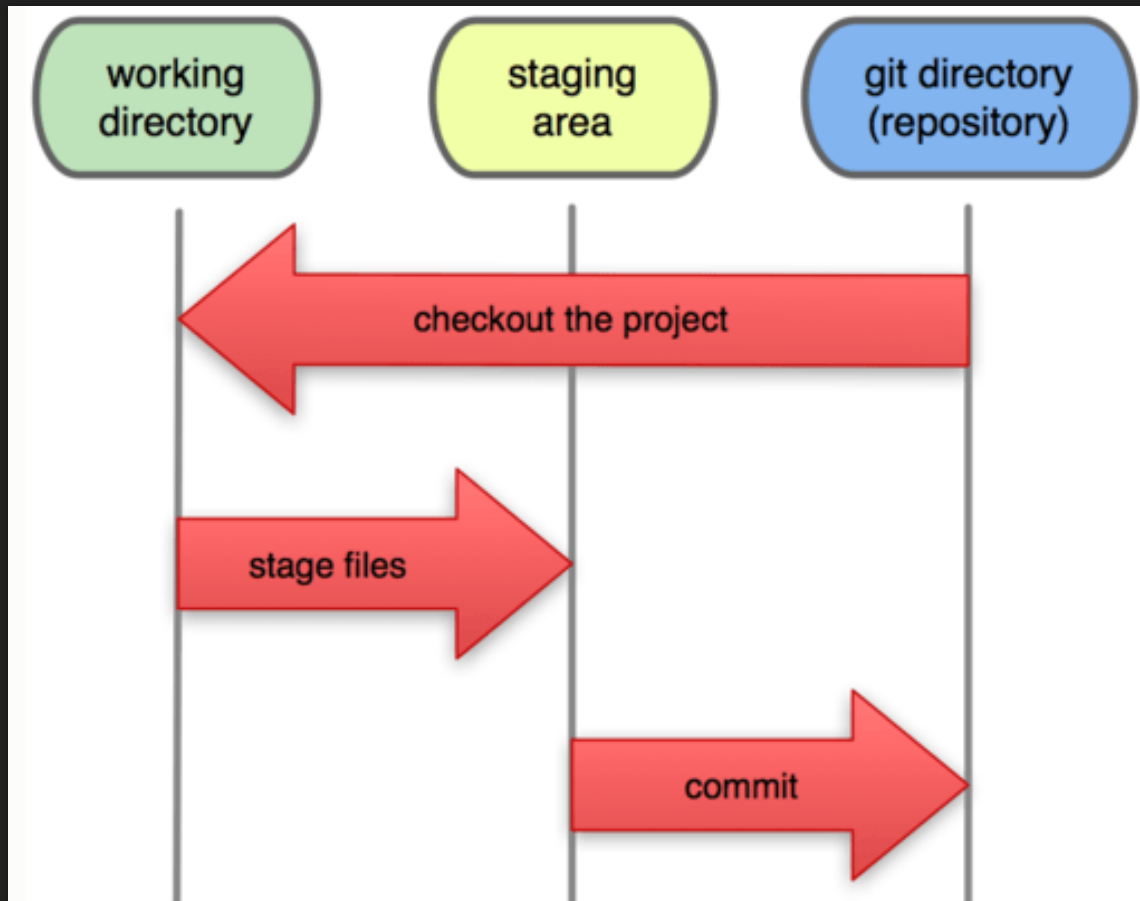 working
directory
staging
area
git directory
(repository)
checkout the project
stage files
commit